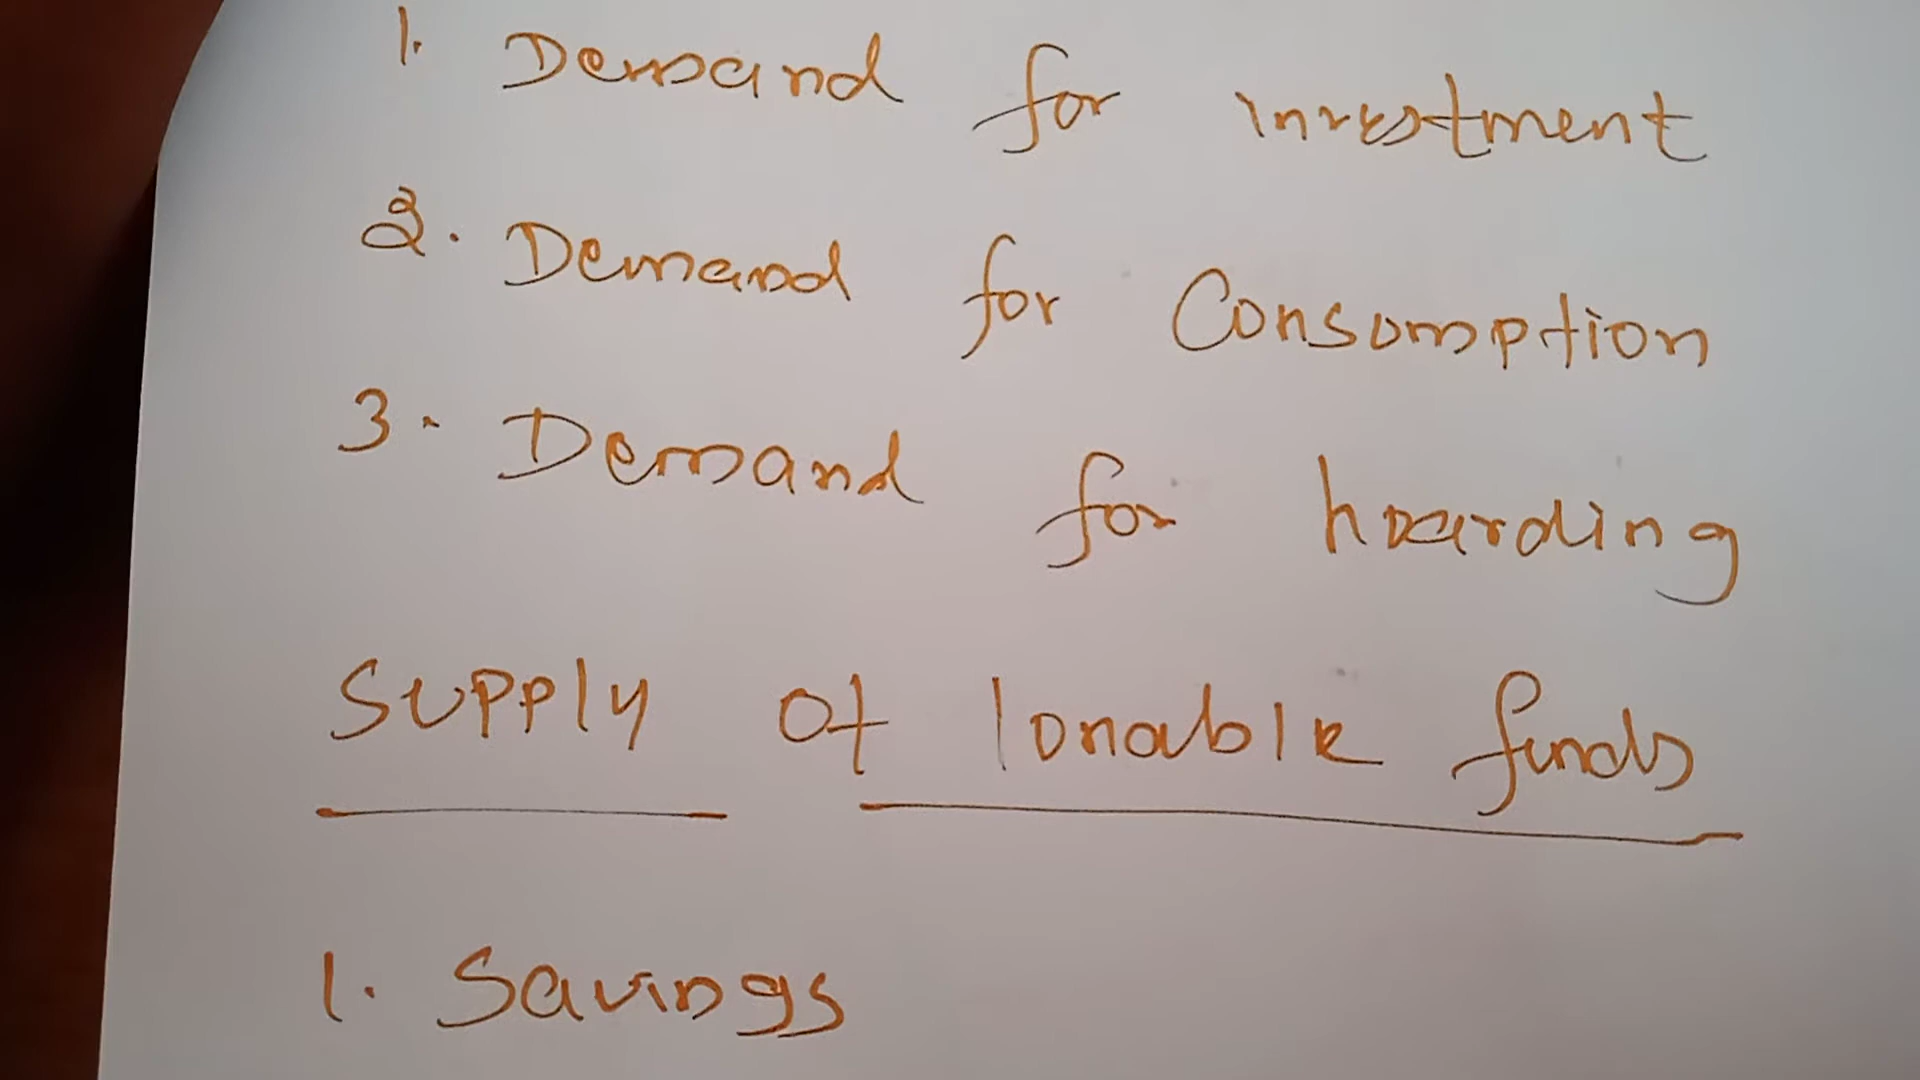 1. Demand for investment
2. Demand for Consumption
3. Demand for hoarding
Supply of lonable funds
1. Savings